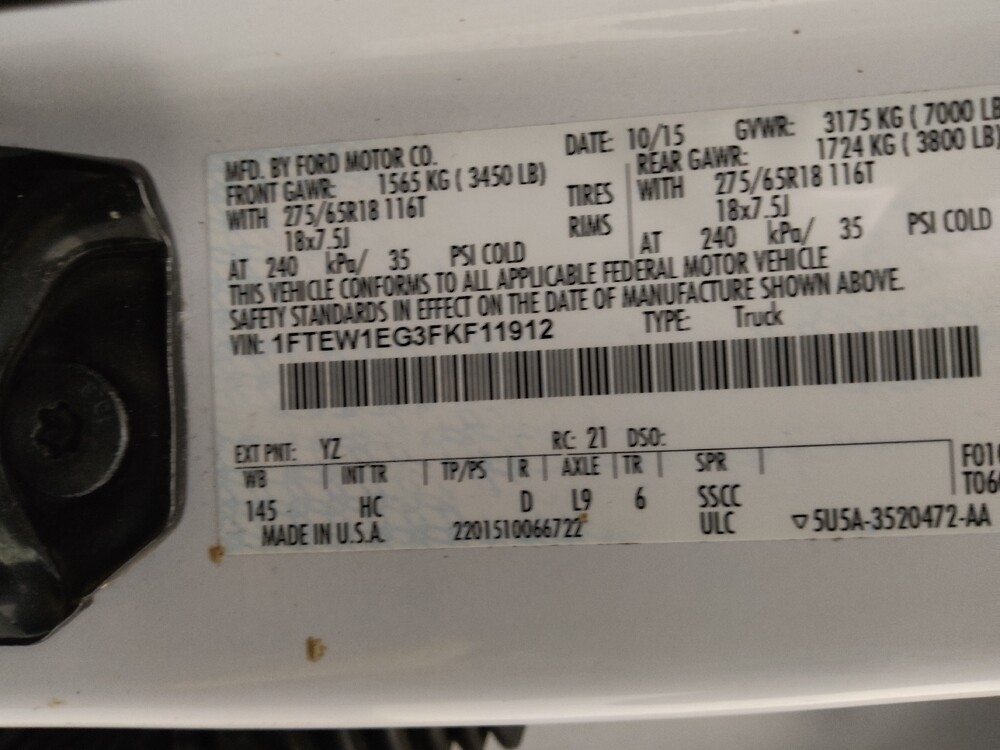 MFD. BY FORD MOTOR CO. DATE: 10/15 GVWR: 3175 KG ( 7000 LB
FRONT GAWR: 1565 KG ( 3450 LB) REAR GAWR: 1724 KG ( 3800 LB)
WITH 275/65R18 116T TIRES WITH 275/65R18 116T
18x7.5J RIMS 18x7.5J
AT 240 kPa/ 35 PSI COLD AT 240 kPa/ 35 PSI COLD
THIS VEHICLE CONFORMS TO ALL APPLICABLE FEDERAL MOTOR VEHICLE
SAFETY STANDARDS IN EFFECT ON THE DATE OF MANUFACTURE SHOWN ABOVE.
VIN: 1FTEW1EG3FKF11912 TYPE: Truck
EXT PNT: YZ RC: 21 DSO:
WB INT TR TP/PS R AXLE TR SPR F01
145 HC D L9 6 SSCC T06
MADE IN U.S.A. 2201510066722 ULC 5U5A-3520472-AA